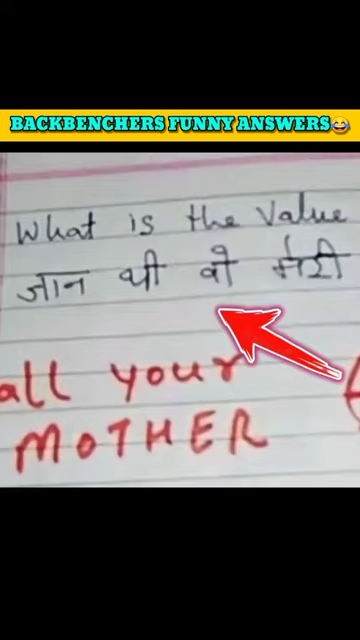 BACKBENCHERS FUNNY ANSWERS😂
What is the Value
जान थी वो मेरी
all your
MOTHER